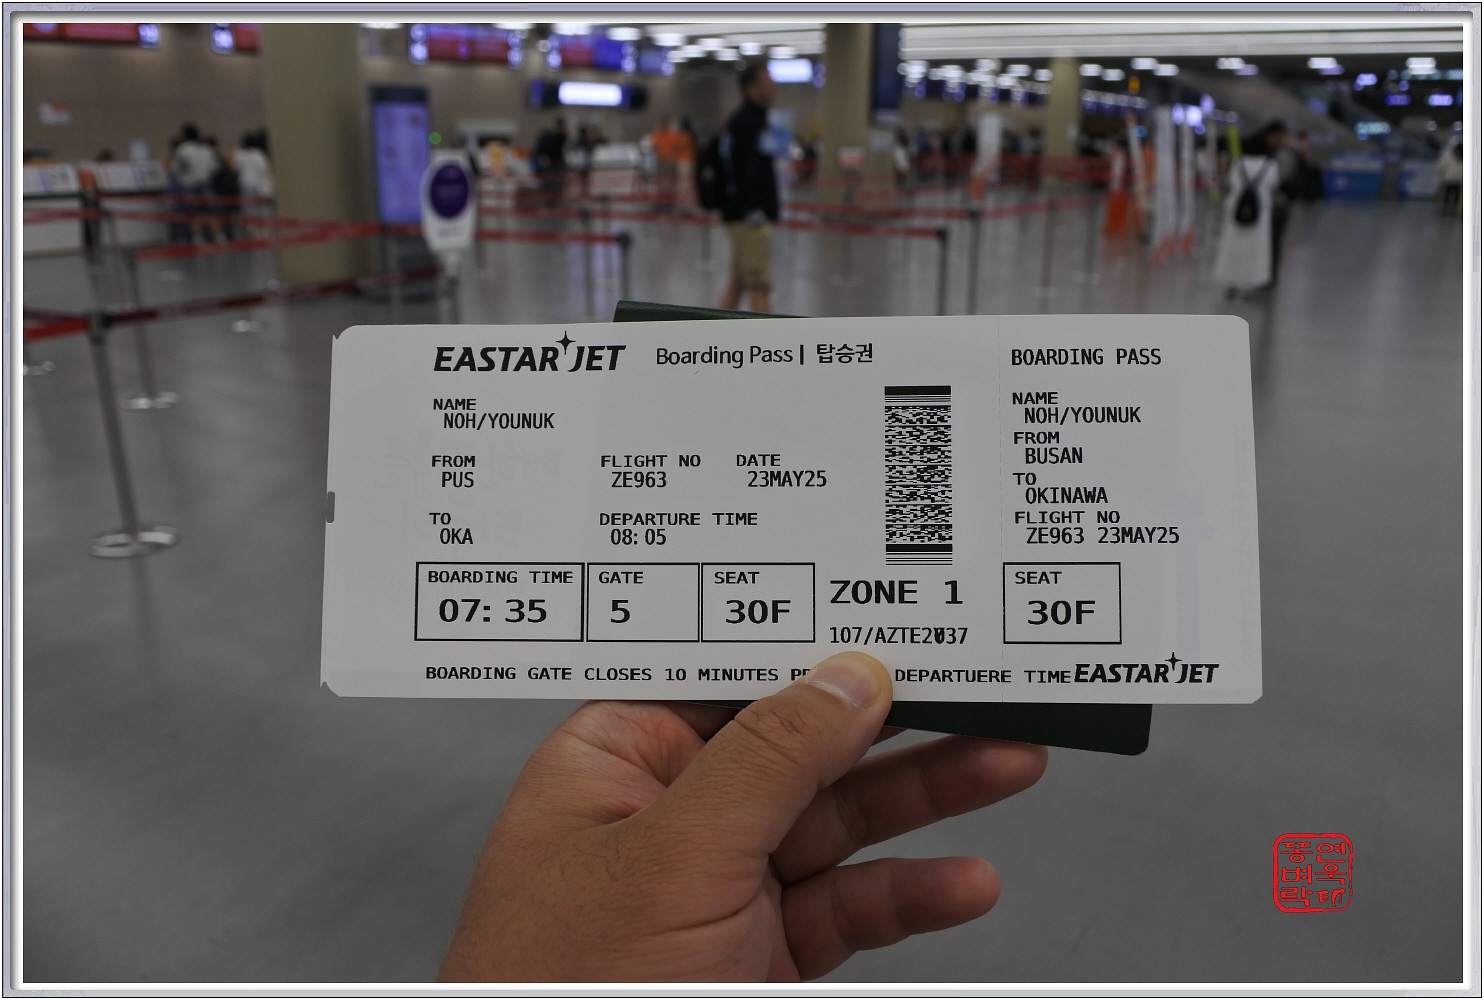 EASTAR JET Boarding Pass | 탑승권
NAME
NOH/YOUNUK
FROM FLIGHT NO DATE
PUS ZE963 23MAY25
TO DEPARTURE TIME
OKA 08:05
BOARDING TIME GATE SEAT
07:35 5 30F
ZONE 1
BOARDING GATE CLOSES 10 MINUTES DEPARTUERE TIME
BOARDING PASS
NAME
NOH/YOUNUK
FROM
BUSAN
TO
OKINAWA
FLIGHT NO
ZE963 23MAY25
SEAT
30F
EASTAR JET